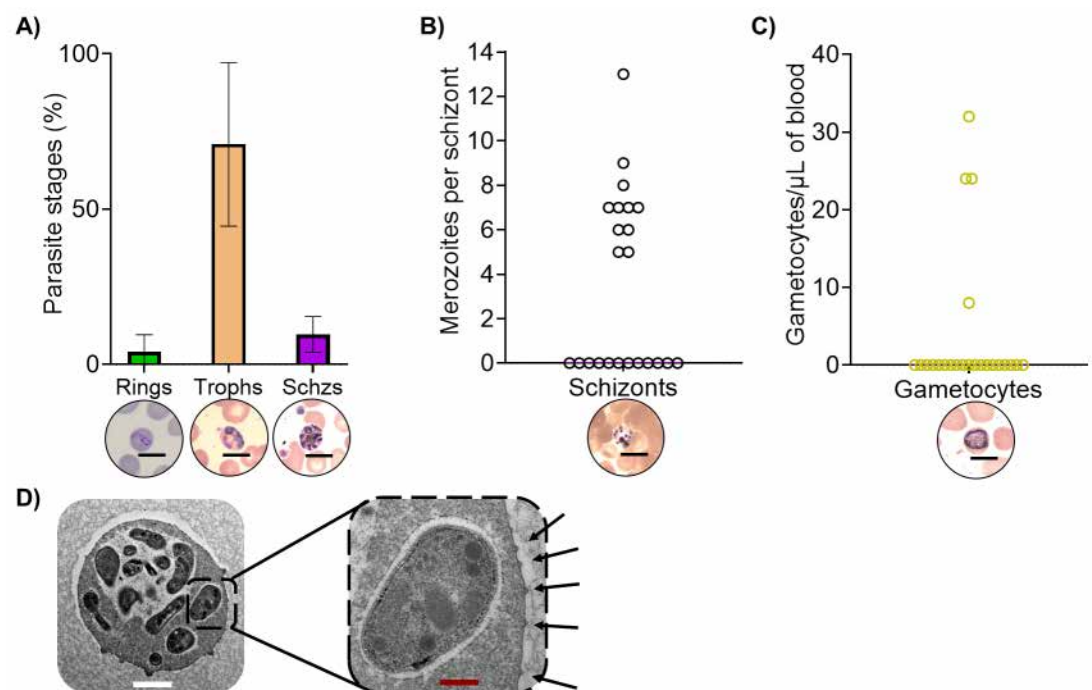 A)
Parasite stages (%)
100
50
0
Rings Trophs Schzs
B)
Merozoites per schizont
14
12
10
8
6
4
2
0
Schizonts
C)
Gametocytes/µL of blood
40
30
20
10
0
Gametocytes
D)